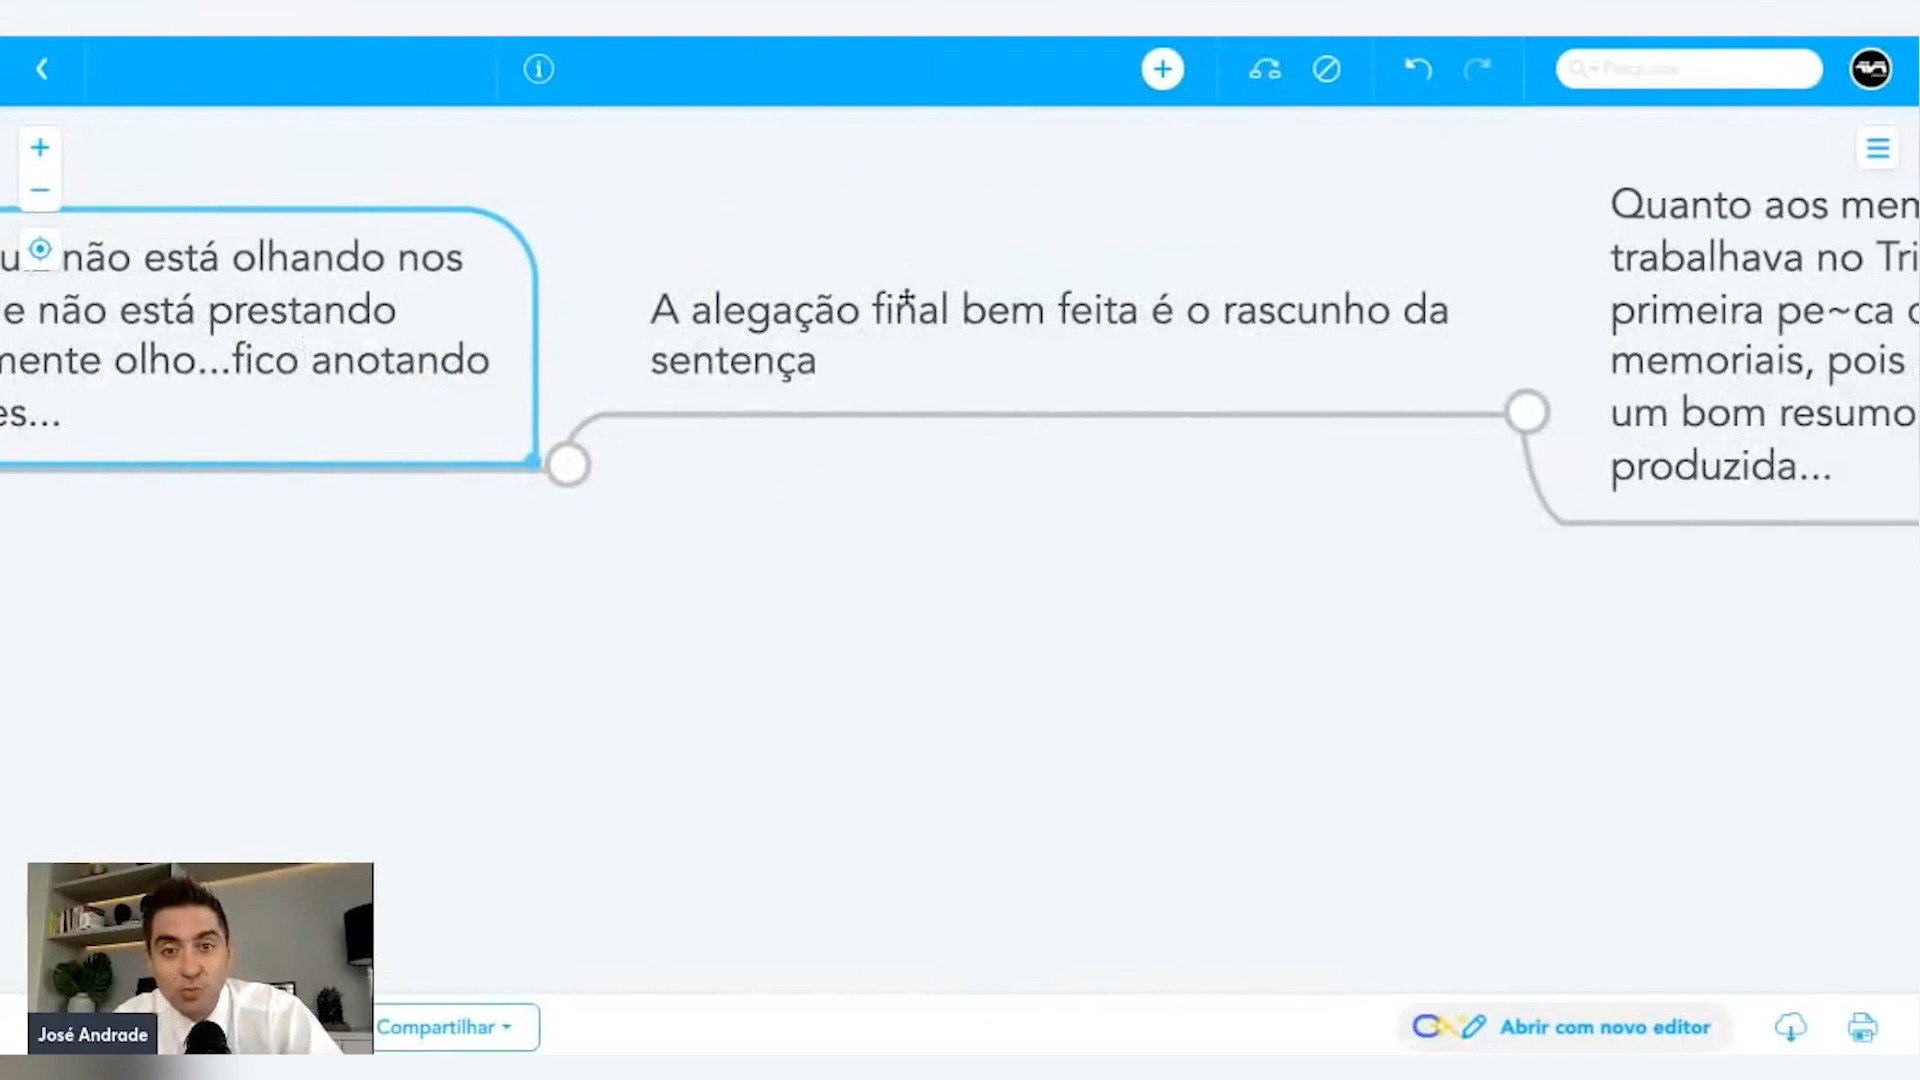 não está olhando nos
e não está prestando
mente olho...fico anotando
es...
A alegação final bem feita é o rascunho da
sentença
Quanto aos mem
trabalhava no Tri
primeira pe~ca
memoriais, pois
um bom resumo
produzida...
José Andrade
Compartilhar
Abrir com novo editor